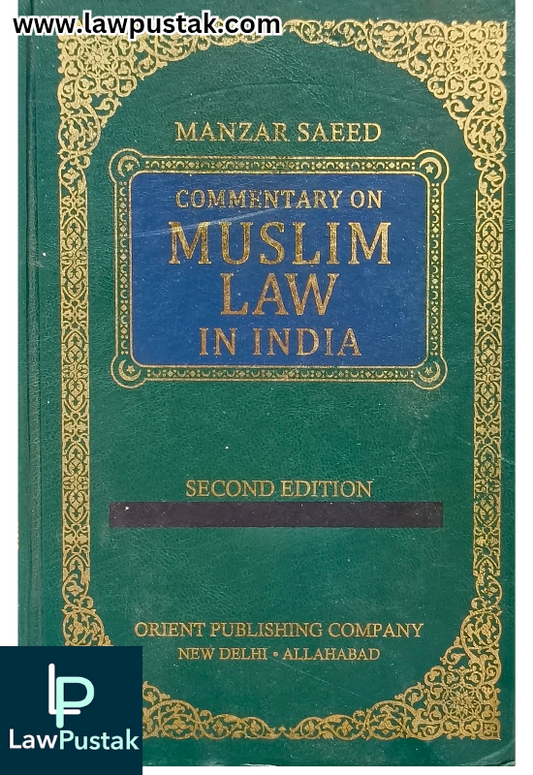 www.lawpustak.com
MANZAR SAEED
COMMENTARY ON
MUSLIM
LAW
IN INDIA
SECOND EDITION
ORIENT PUBLISHING COMPANY
NEW DELHI • ALLAHABAD
LP
LawPustak